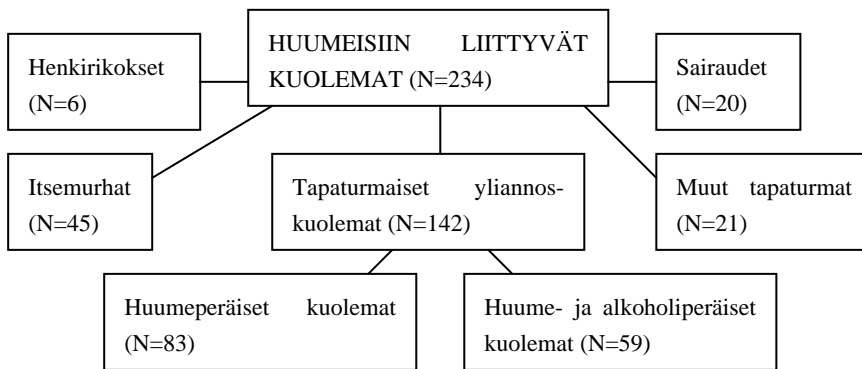 HUUMEISIIN LIITTYVÄT
KUOLEMAT (N=234)
Henkirikokset
(N=6)
Sairaudet
(N=20)
Itsemurhat
(N=45)
Tapaturmaiset yliannos-
kuolemat (N=142)
Muut tapaturmat
(N=21)
Huumeperäiset kuolemat
(N=83)
Huume- ja alkoholiperäiset
kuolemat (N=59)